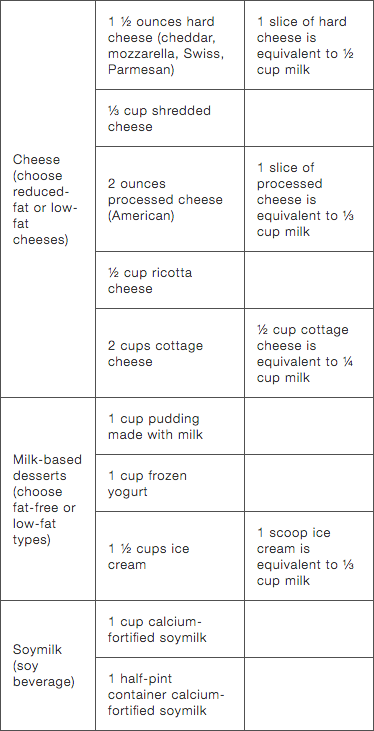 Cheese
(choose
reduced-
fat or low-
fat
cheeses)
1 ½ ounces hard
cheese (cheddar,
mozzarella, Swiss,
Parmesan)
1 slice of hard
cheese is
equivalent to ½
cup milk
⅓ cup shredded
cheese
2 ounces
processed cheese
(American)
1 slice of
processed
cheese is
equivalent to ⅓
cup milk
½ cup ricotta
cheese
2 cups cottage
cheese
½ cup cottage
cheese is
equivalent to ¼
cup milk
Milk-based
desserts
(choose
fat-free or
low-fat
types)
1 cup pudding
made with milk
1 cup frozen
yogurt
1 ½ cups ice
cream
1 scoop ice
cream is
equivalent to ⅓
cup milk
Soymilk
(soy
beverage)
1 cup calcium-
fortified soymilk
1 half-pint
container calcium-
fortified soymilk